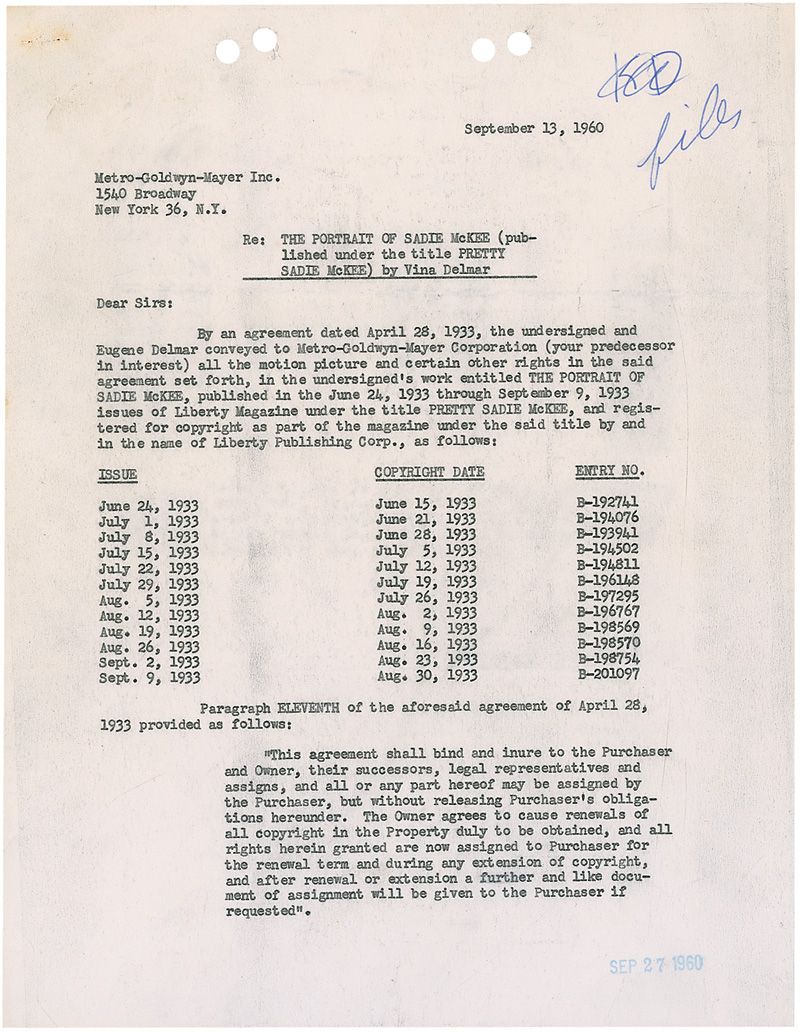 files
September 13, 1960
Metro-Goldwyn-Mayer Inc.
1540 Broadway
New York 36, N.Y.
Re: THE PORTRAIT OF SADIE McKEE (pub-
lished under the title PRETTY
SADIE McKEE) by Vina Delmar
Dear Sirs:
By an agreement dated April 28, 1933, the undersigned and
Eugene Delmar conveyed to Metro-Goldwyn-Mayer Corporation (your predecessor
in interest) all the motion picture and certain other rights in the said
agreement set forth, in the undersigned's work entitled THE PORTRAIT OF
SADIE McKEE, published in the June 24, 1933 through September 9, 1933
issues of Liberty Magazine under the title PRETTY SADIE McKEE, and regis-
tered for copyright as part of the magazine under the said title by and
in the name of Liberty Publishing Corp., as follows:
ISSUE COPYRIGHT DATE ENTRY NO.
June 24, 1933 June 15, 1933 B-192741
July 1, 1933 June 21, 1933 B-194076
July 8, 1933 June 28, 1933 B-193941
July 15, 1933 July 5, 1933 B-194502
July 22, 1933 July 12, 1933 B-194811
July 29, 1933 July 19, 1933 B-196148
Aug. 5, 1933 July 26, 1933 B-197295
Aug. 12, 1933 Aug. 2, 1933 B-196767
Aug. 19, 1933 Aug. 9, 1933 B-198569
Aug. 26, 1933 Aug. 16, 1933 B-198570
Sept. 2, 1933 Aug. 23, 1933 B-198754
Sept. 9, 1933 Aug. 30, 1933 B-201097
Paragraph ELEVENTH of the aforesaid agreement of April 28,
1933 provided as follows:
"This agreement shall bind and inure to the Purchaser
and Owner, their successors, legal representatives and
assigns, and all or any part hereof may be assigned by
the Purchaser, but without releasing Purchaser's obliga-
tions hereunder. The Owner agrees to cause renewals of
all copyright in the Property duly to be obtained, and all
rights herein granted are now assigned to Purchaser for
the renewal term and during any extension of copyright,
and after renewal or extension a further and like docu-
ment of assignment will be given to the Purchaser if
requested".
SEP 27 1960